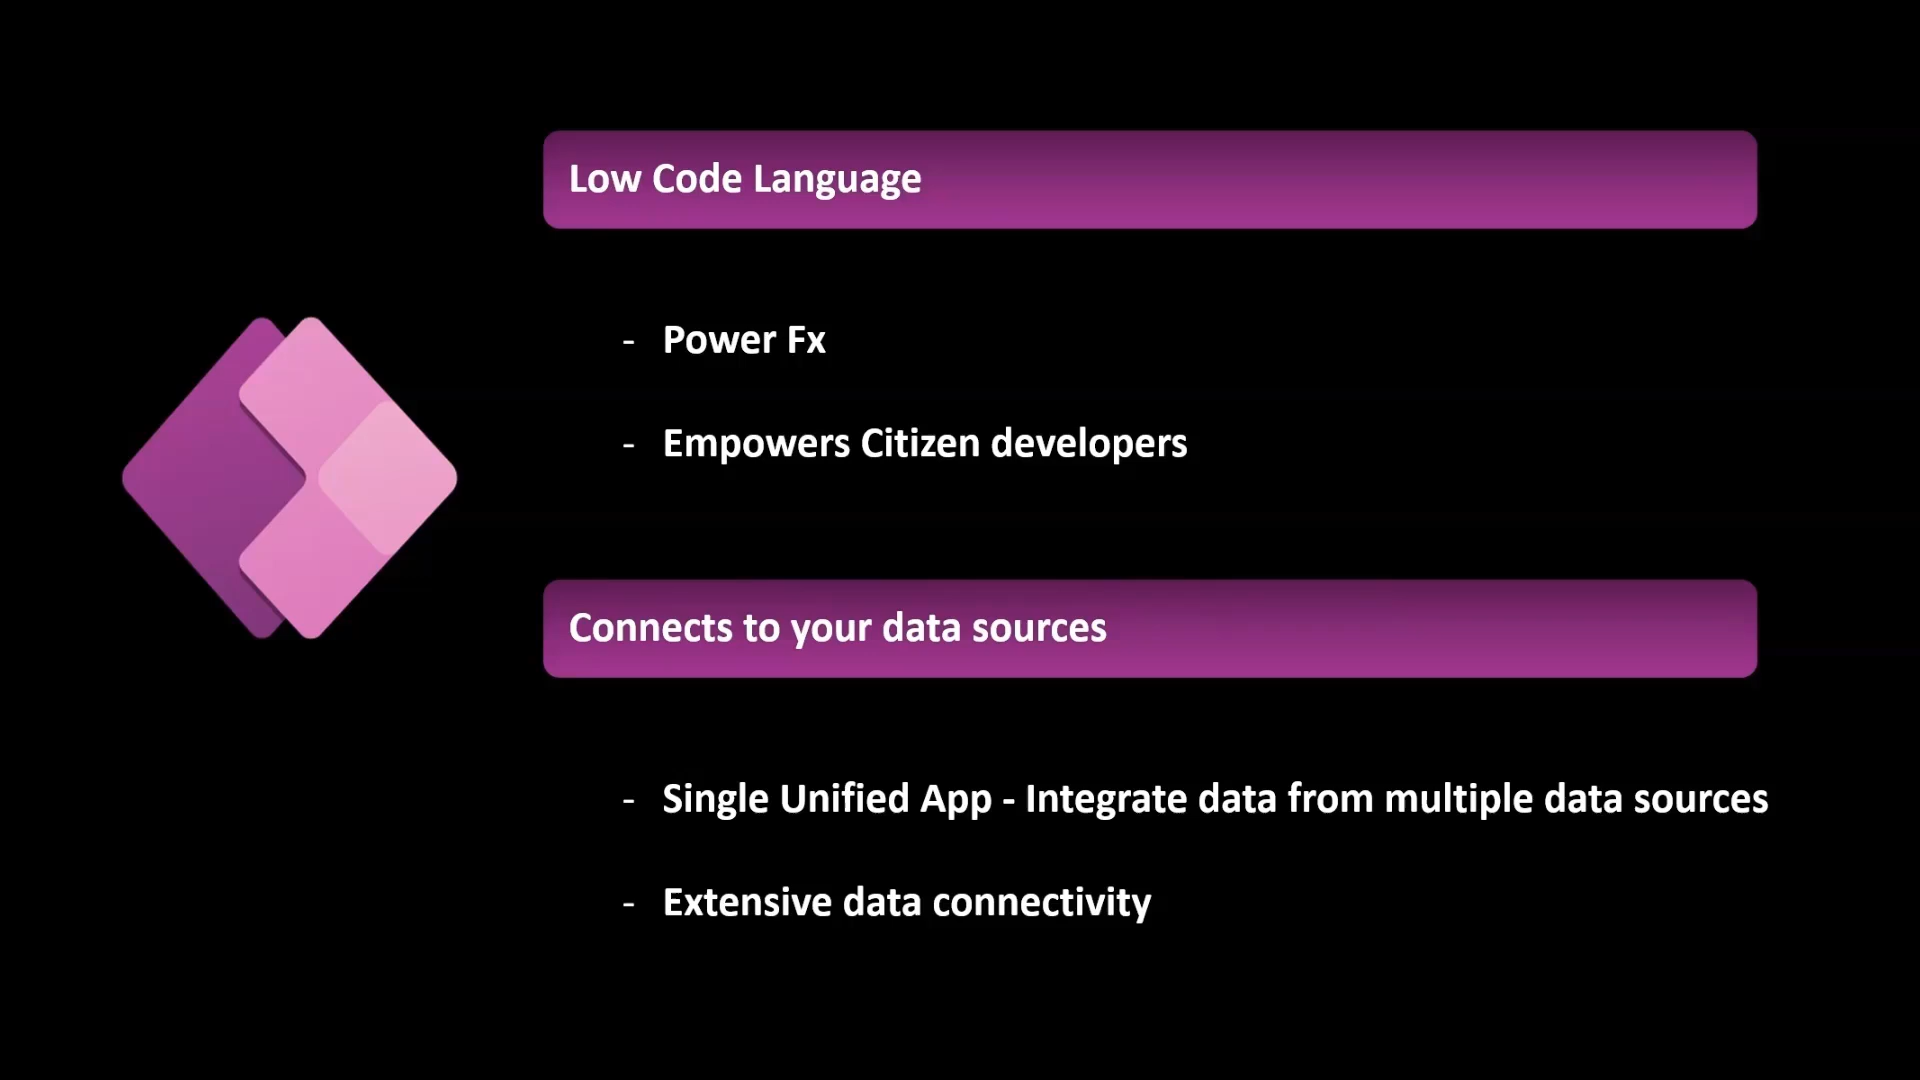 Low Code Language
- Power Fx
- Empowers Citizen developers
Connects to your data sources
- Single Unified App - Integrate data from multiple data sources
- Extensive data connectivity